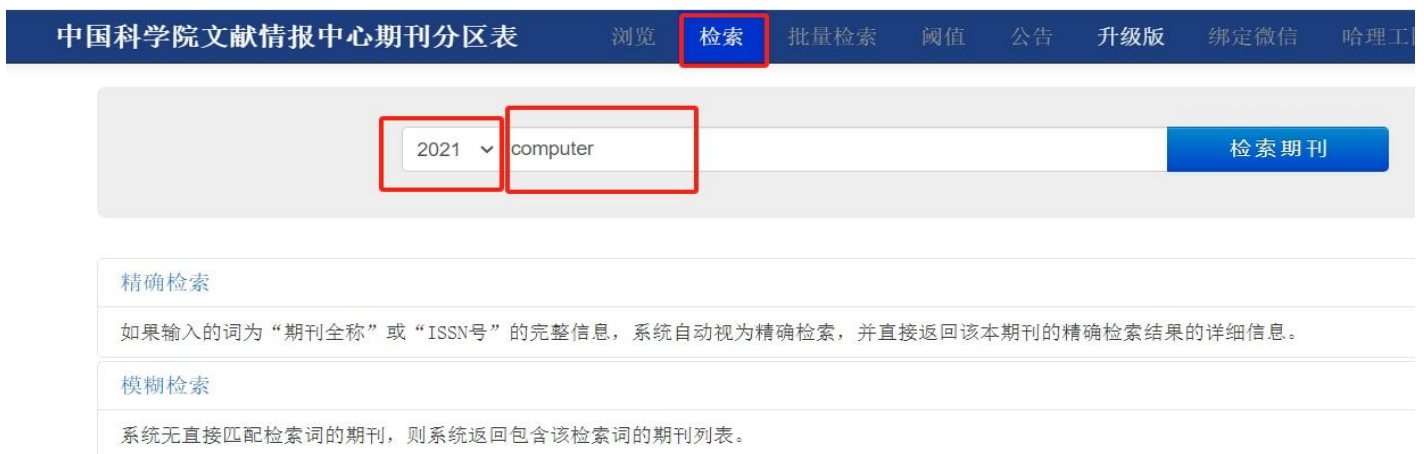 中国科学院文献情报中心期刊分区表 浏览 检索 批量检索 阈值 公告 升级版 绑定微信 哈理工
2021 computer 检索期刊
精确检索
如果输入的词为“期刊全称”或“ISSN号”的完整信息，系统自动视为精确检索，并直接返回该本期刊的精确检索结果的详细信息。
模糊检索
系统无直接匹配检索词的期刊，则系统返回包含该检索词的期刊列表。